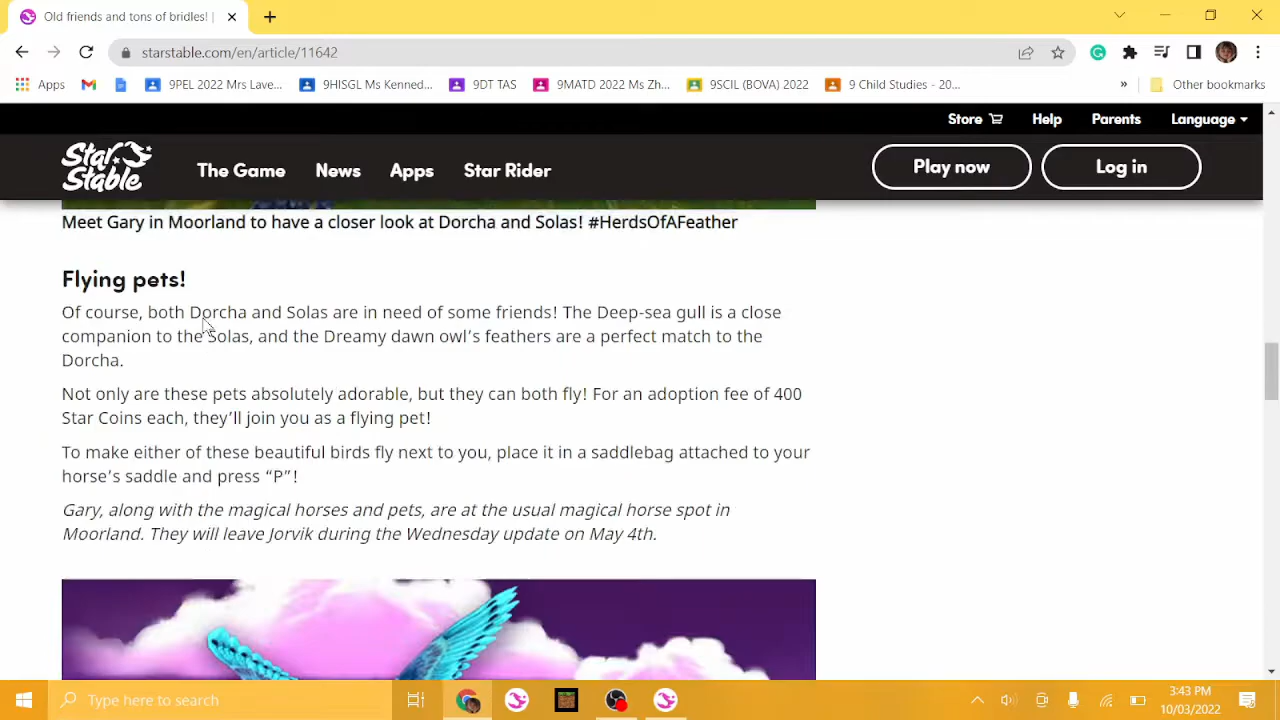 Old friends and tons of bridles! |
starstable.com/en/article/11642
Apps
9PEL 2022 Mrs Lave...
9HISGL Ms Kenned...
9DT TAS
9MATD 2022 Ms Zh...
9SCIL (BOVA) 2022
9 Child Studies - 20...
»
Other bookmarks
Store
Help
Parents
Language
Star Stable
The Game
News
Apps
Star Rider
Play now
Log in
Meet Gary in Moorland to have a closer look at Dorcha and Solas! #HerdsOfAFeather
Flying pets!
Of course, both Dorcha and Solas are in need of some friends! The Deep-sea gull is a close
companion to the Solas, and the Dreamy dawn owl’s feathers are a perfect match to the
Dorcha.
Not only are these pets absolutely adorable, but they can both fly! For an adoption fee of 400
Star Coins each, they’ll join you as a flying pet!
To make either of these beautiful birds fly next to you, place it in a saddlebag attached to your
horse’s saddle and press “P”!
Gary, along with the magical horses and pets, are at the usual magical horse spot in
Moorland. They will leave Jorvik during the Wednesday update on May 4th.
Type here to search
3:43 PM
10/03/2022